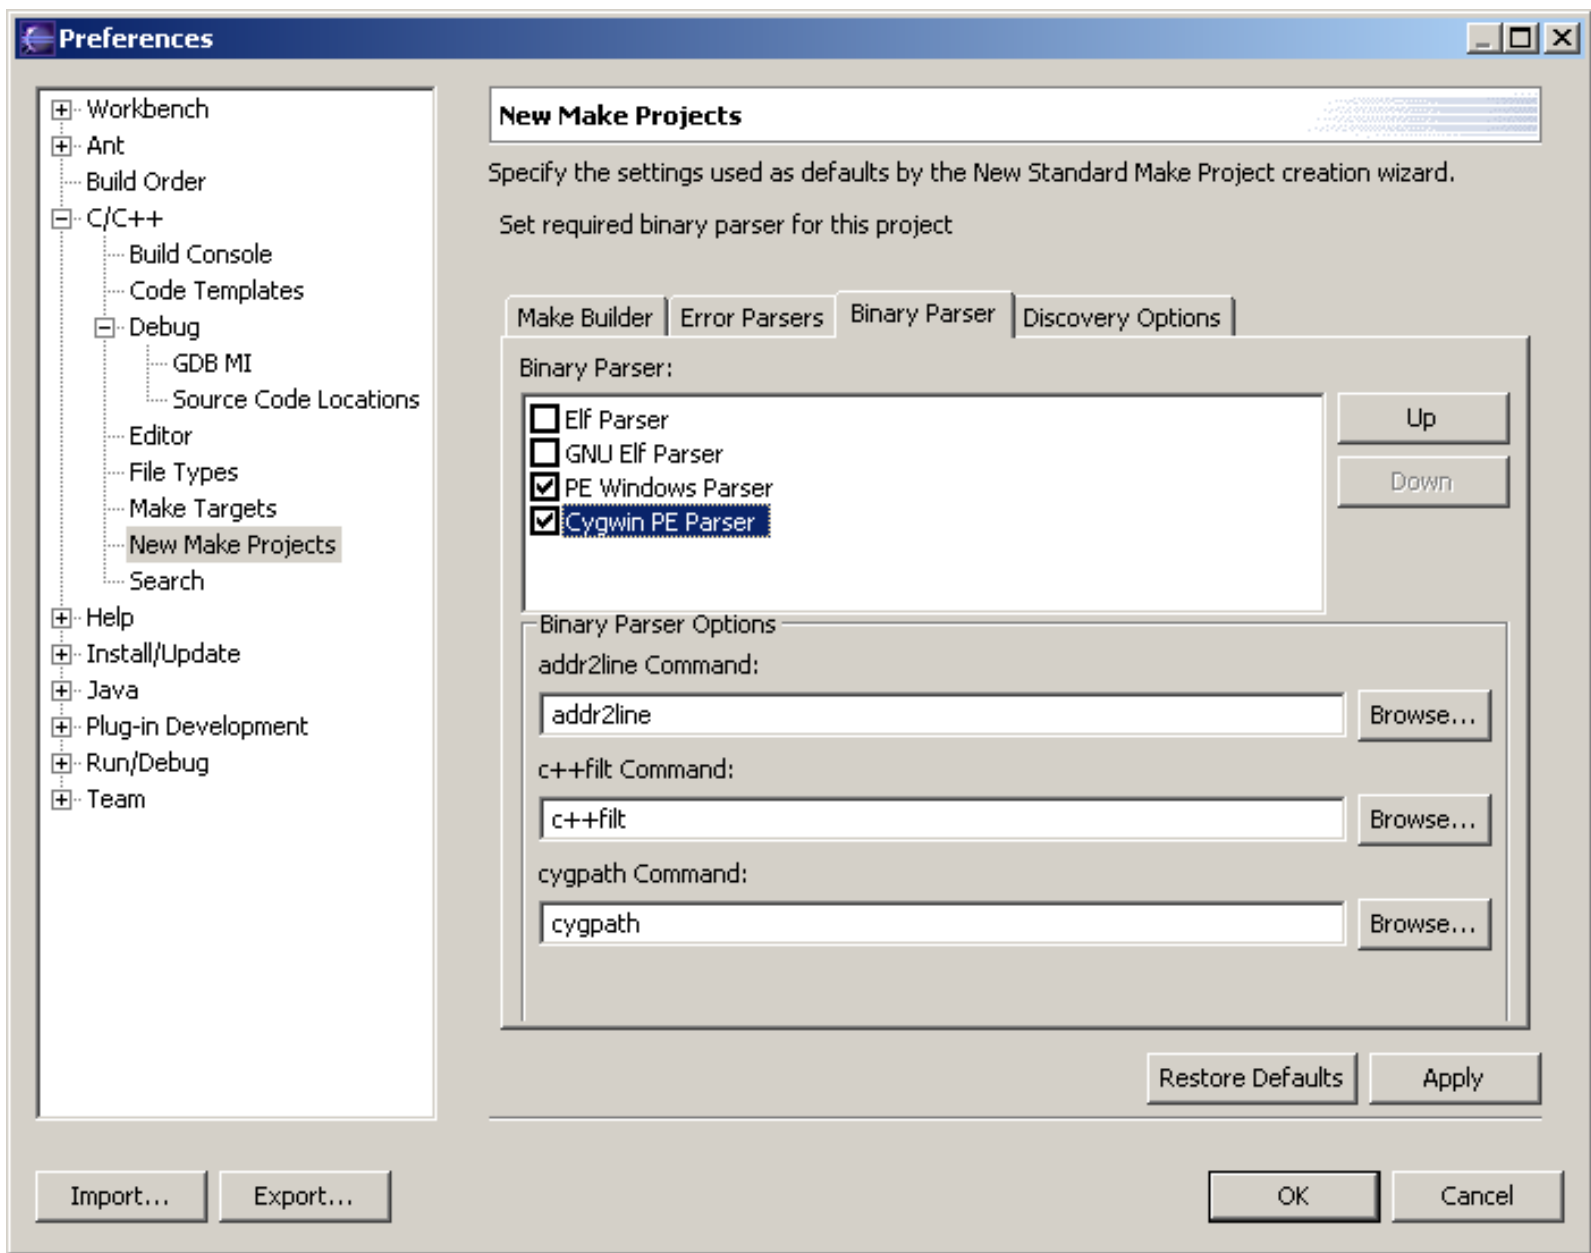 Preferences
Workbench
Ant
Build Order
C/C++
Build Console
Code Templates
Debug
GDB MI
Source Code Locations
Editor
File Types
Make Targets
New Make Projects
Search
Help
Install/Update
Java
Plug-in Development
Run/Debug
Team
New Make Projects
Specify the settings used as defaults by the New Standard Make Project creation wizard.
Set required binary parser for this project
Make Builder Error Parsers Binary Parser Discovery Options
Binary Parser:
Elf Parser
GNU Elf Parser
PE Windows Parser
Cygwin PE Parser
Up
Down
Binary Parser Options
addr2line Command:
addr2line Browse...
c++filt Command:
c++filt Browse...
cygpath Command:
cygpath Browse...
Restore Defaults Apply
Import... Export... OK Cancel